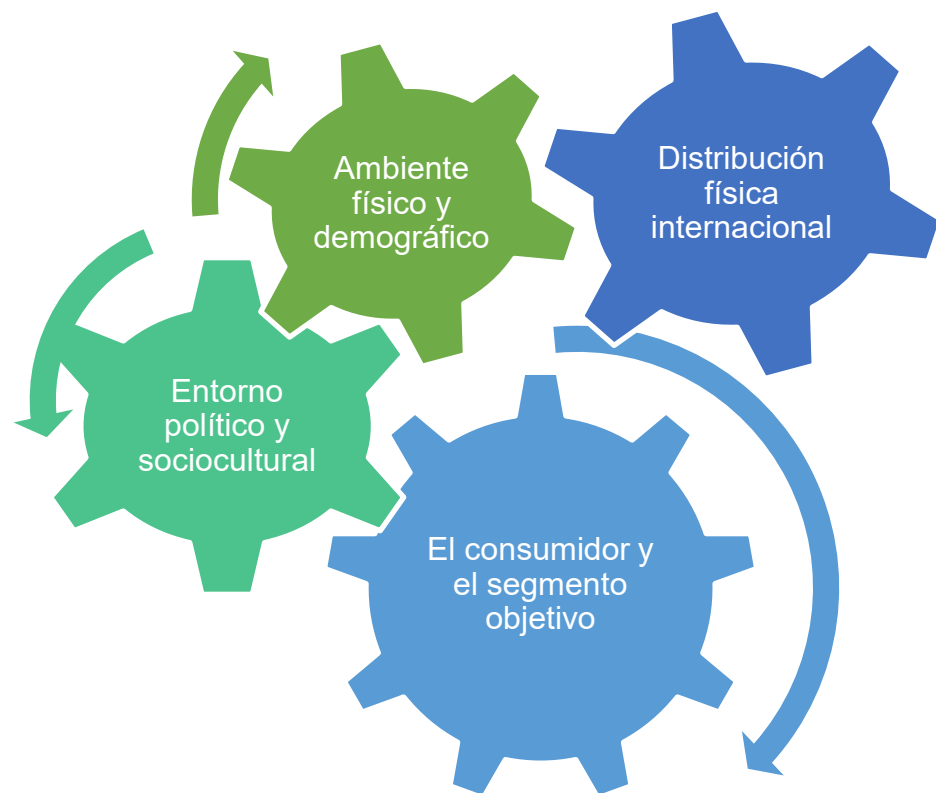 Ambiente
físico y
demográfico
Distribución
física
internacional
Entorno
político y
sociocultural
El consumidor y
el segmento
objetivo